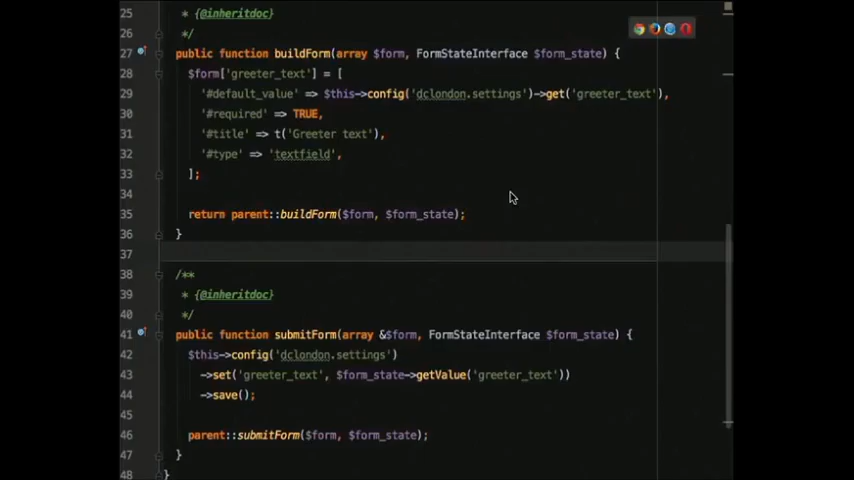 25 * {@inheritdoc}
26 */
27 public function buildForm(array $form, FormStateInterface $form_state) {
28 $form['greeter_text'] = [
29 '#default_value' => $this->config('dclondon.settings')->get('greeter_text'),
30 '#required' => TRUE,
31 '#title' => t('Greeter text'),
32 '#type' => 'textfield',
33 ];
34
35 return parent::buildForm($form, $form_state);
36 }
37
38 /**
39 * {@inheritdoc}
40 */
41 public function submitForm(array &$form, FormStateInterface $form_state) {
42 $this->config('dclondon.settings')
43 ->set('greeter_text', $form_state->getValue('greeter_text'))
44 ->save();
45
46 parent::submitForm($form, $form_state);
47 }
48 }